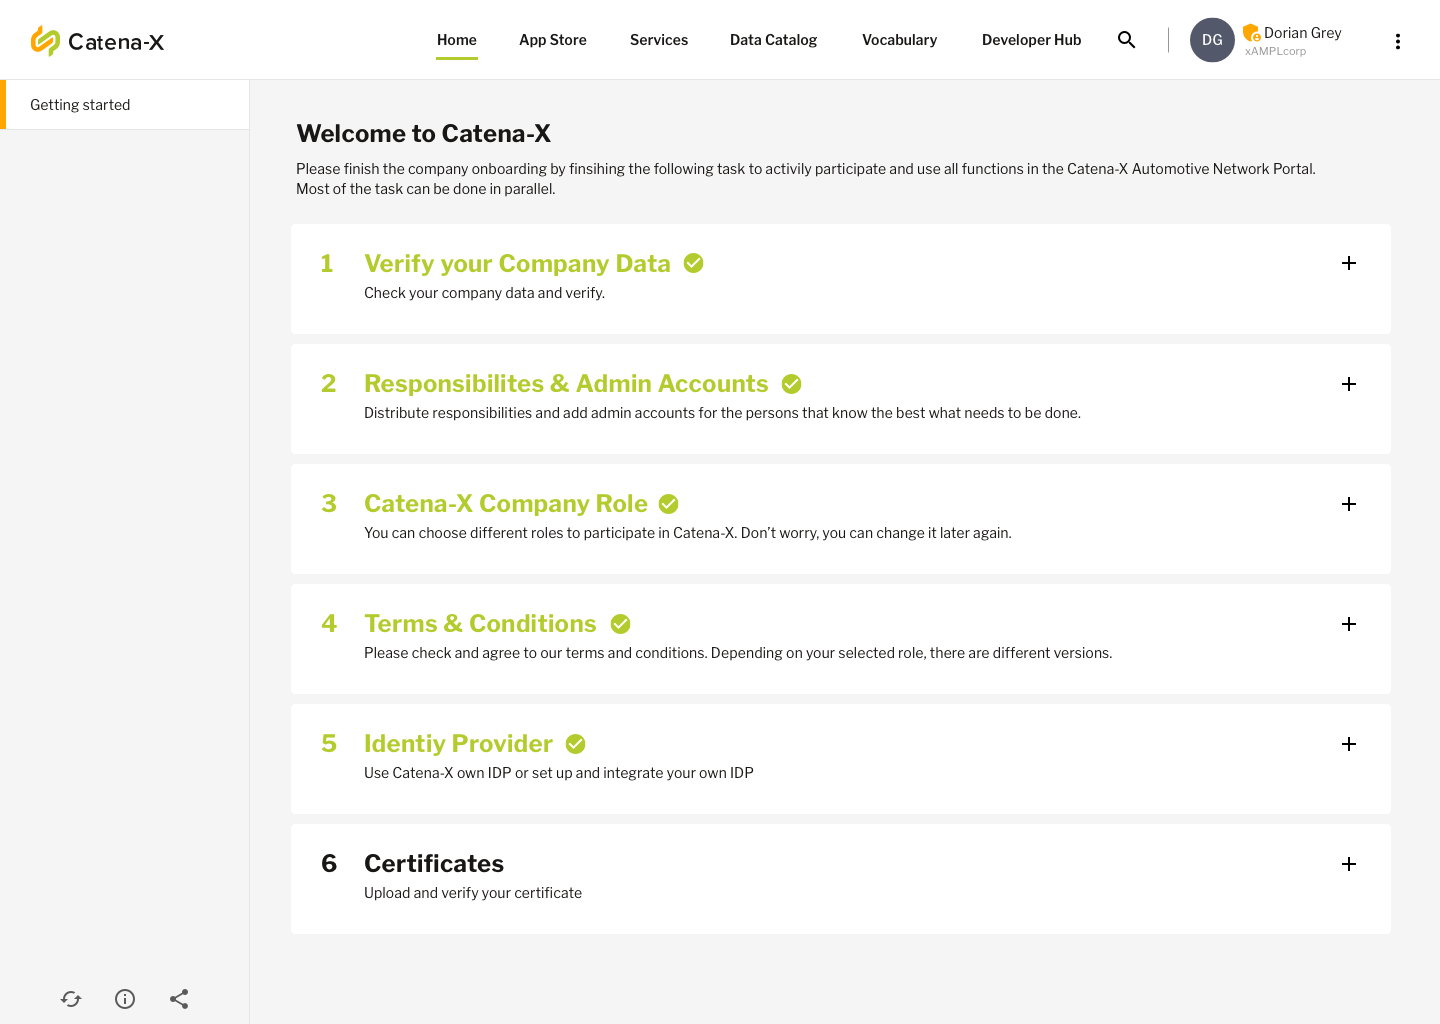 Catena-X
Home App Store Services Data Catalog Vocabulary Developer Hub
DG
Dorian Grey
xAMPLcorp
Getting started
Welcome to Catena-X
Please finish the company onboarding by finsihing the following task to activily participate and use all functions in the Catena-X Automotive Network Portal.
Most of the task can be done in parallel.
1 Verify your Company Data
Check your company data and verify.
2 Responsibilites & Admin Accounts
Distribute responsibilities and add admin accounts for the persons that know the best what needs to be done.
3 Catena-X Company Role
You can choose different roles to participate in Catena-X. Don't worry, you can change it later again.
4 Terms & Conditions
Please check and agree to our terms and conditions. Depending on your selected role, there are different versions.
5 Identiy Provider
Use Catena-X own IDP or set up and integrate your own IDP
6 Certificates
Upload and verify your certificate